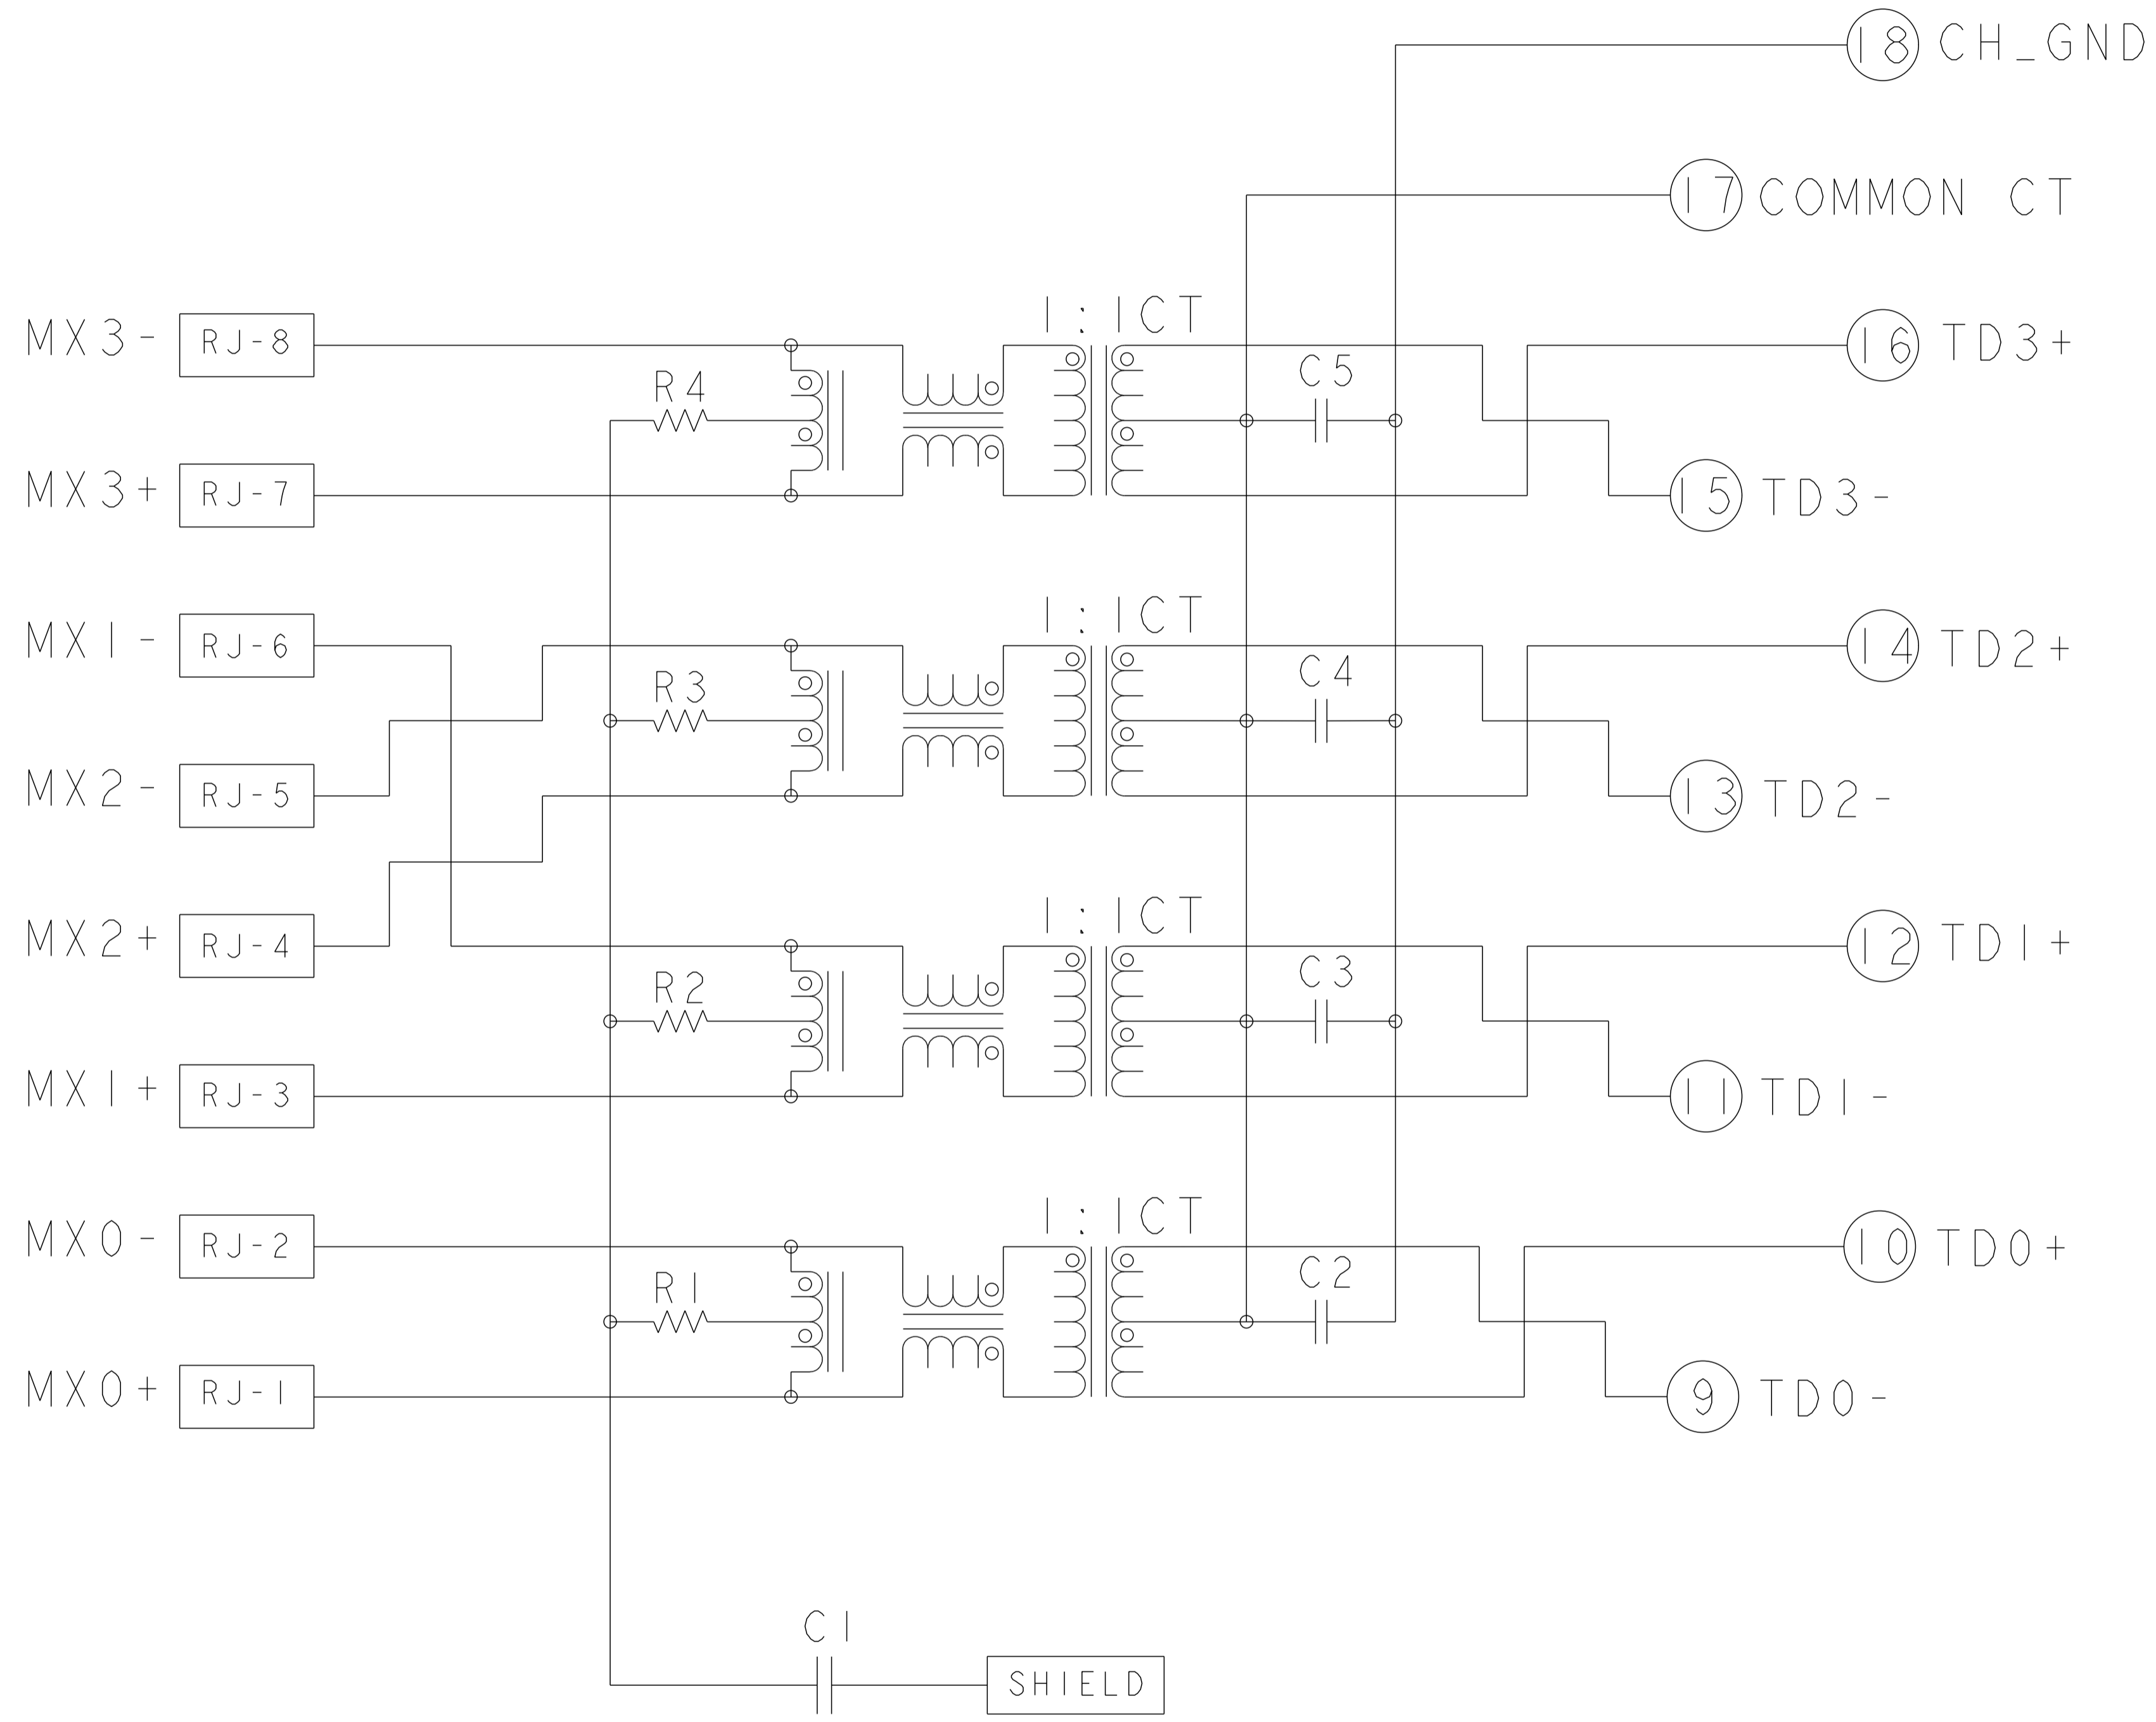 18 CH_GND
17 COMMON CT
1:1CT
MX3- RJ-8 R4 C5 16 TD3+
MX3+ RJ-7 15 TD3-
1:1CT
MX1- RJ-6 R3 C4 14 TD2+
MX2- RJ-5 13 TD2-
1:1CT
MX2+ RJ-4 R2 C3 12 TD1+
MX1+ RJ-3 11 TD1-
1:1CT
MX0- RJ-2 R1 C2 10 TD0+
MX0+ RJ-1 9 TD0-
C1
SHIELD